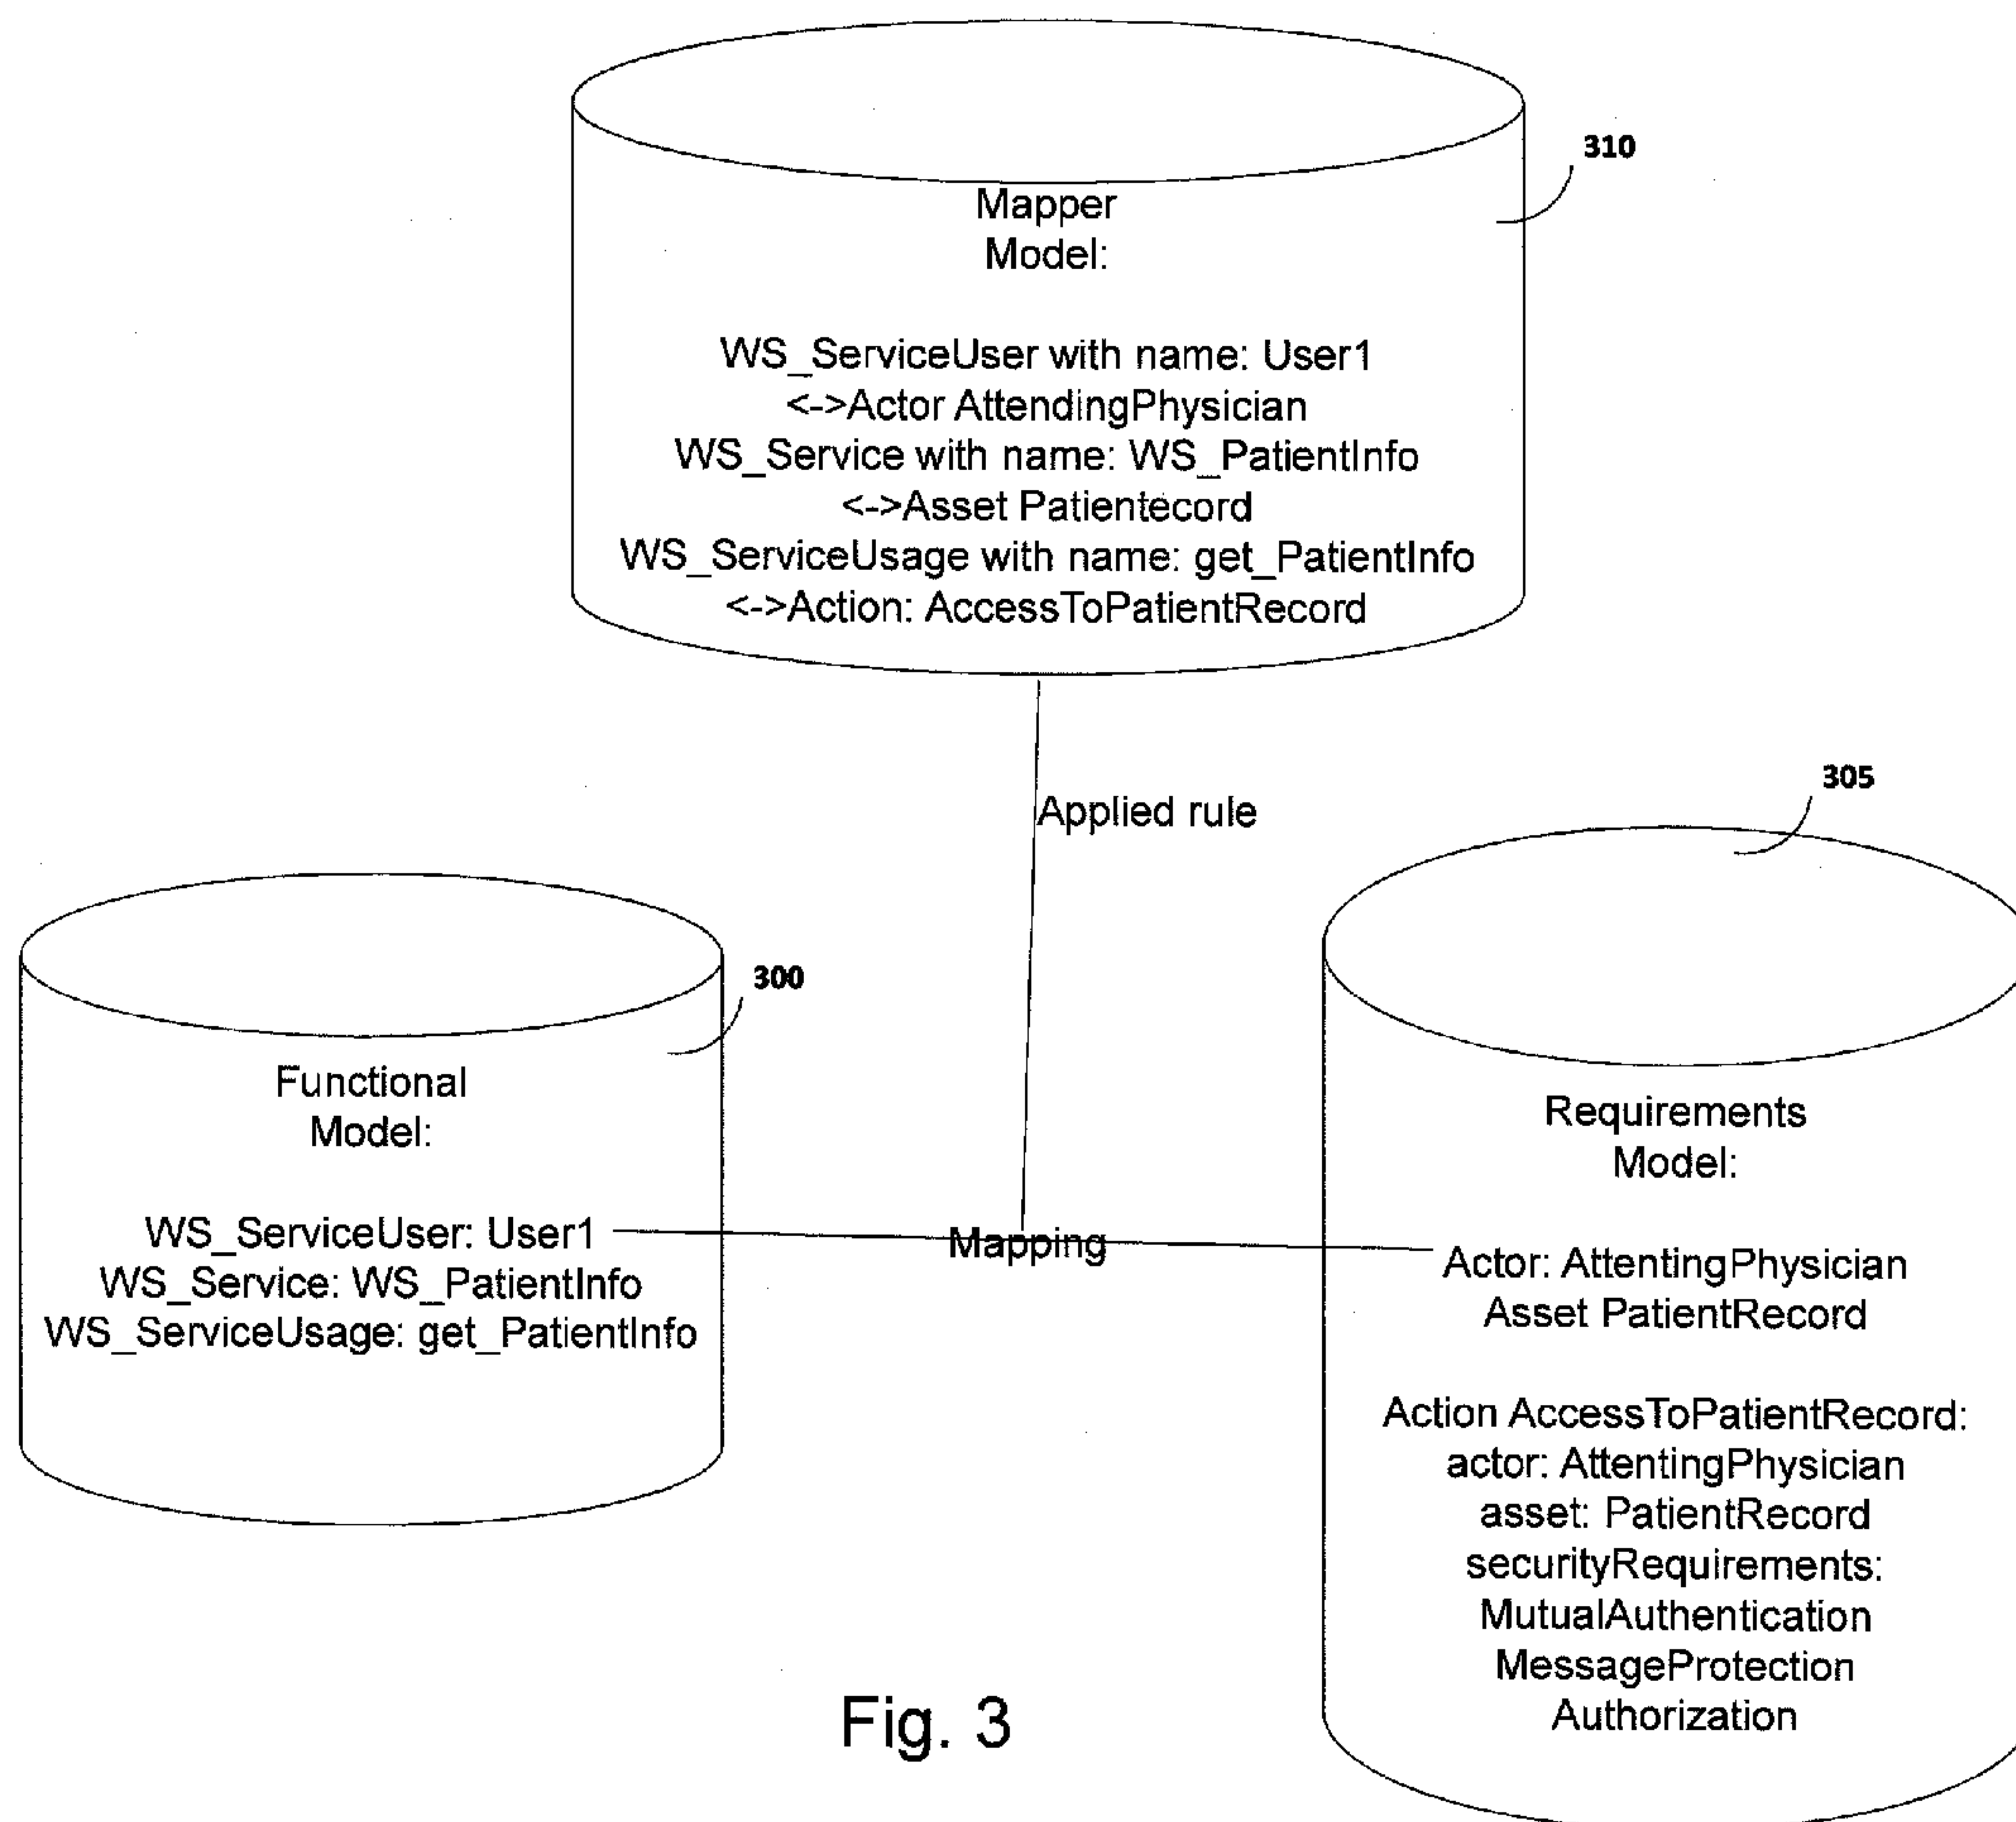 310
Mapper
Model:
WS_ServiceUser with name: User1
<->Actor AttendingPhysician
WS_Service with name: WS_PatientInfo
<->Asset Patientecord
WS_ServiceUsage with name: get_PatientInfo
<->Action: AccessToPatientRecord
Applied rule
305
300
Functional
Model:
WS_ServiceUser: User1
WS_Service: WS_PatientInfo
WS_ServiceUsage: get_PatientInfo
Mapping
Requirements
Model:
Actor: AttentingPhysician
Asset PatientRecord
Action AccessToPatientRecord:
actor: AttentingPhysician
asset: PatientRecord
securityRequirements:
MutualAuthentication
MessageProtection
Authorization
Fig. 3